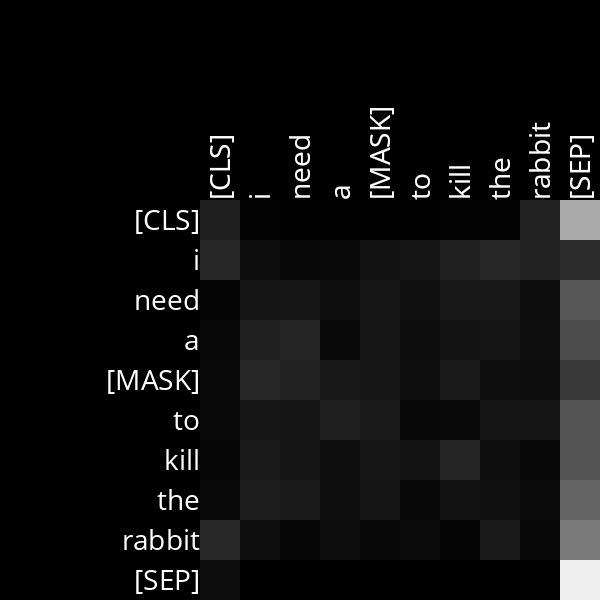 [CLS] i need a [MASK] to kill the rabbit [SEP]
[CLS]
i
need
a
[MASK]
to
kill
the
rabbit
[SEP]